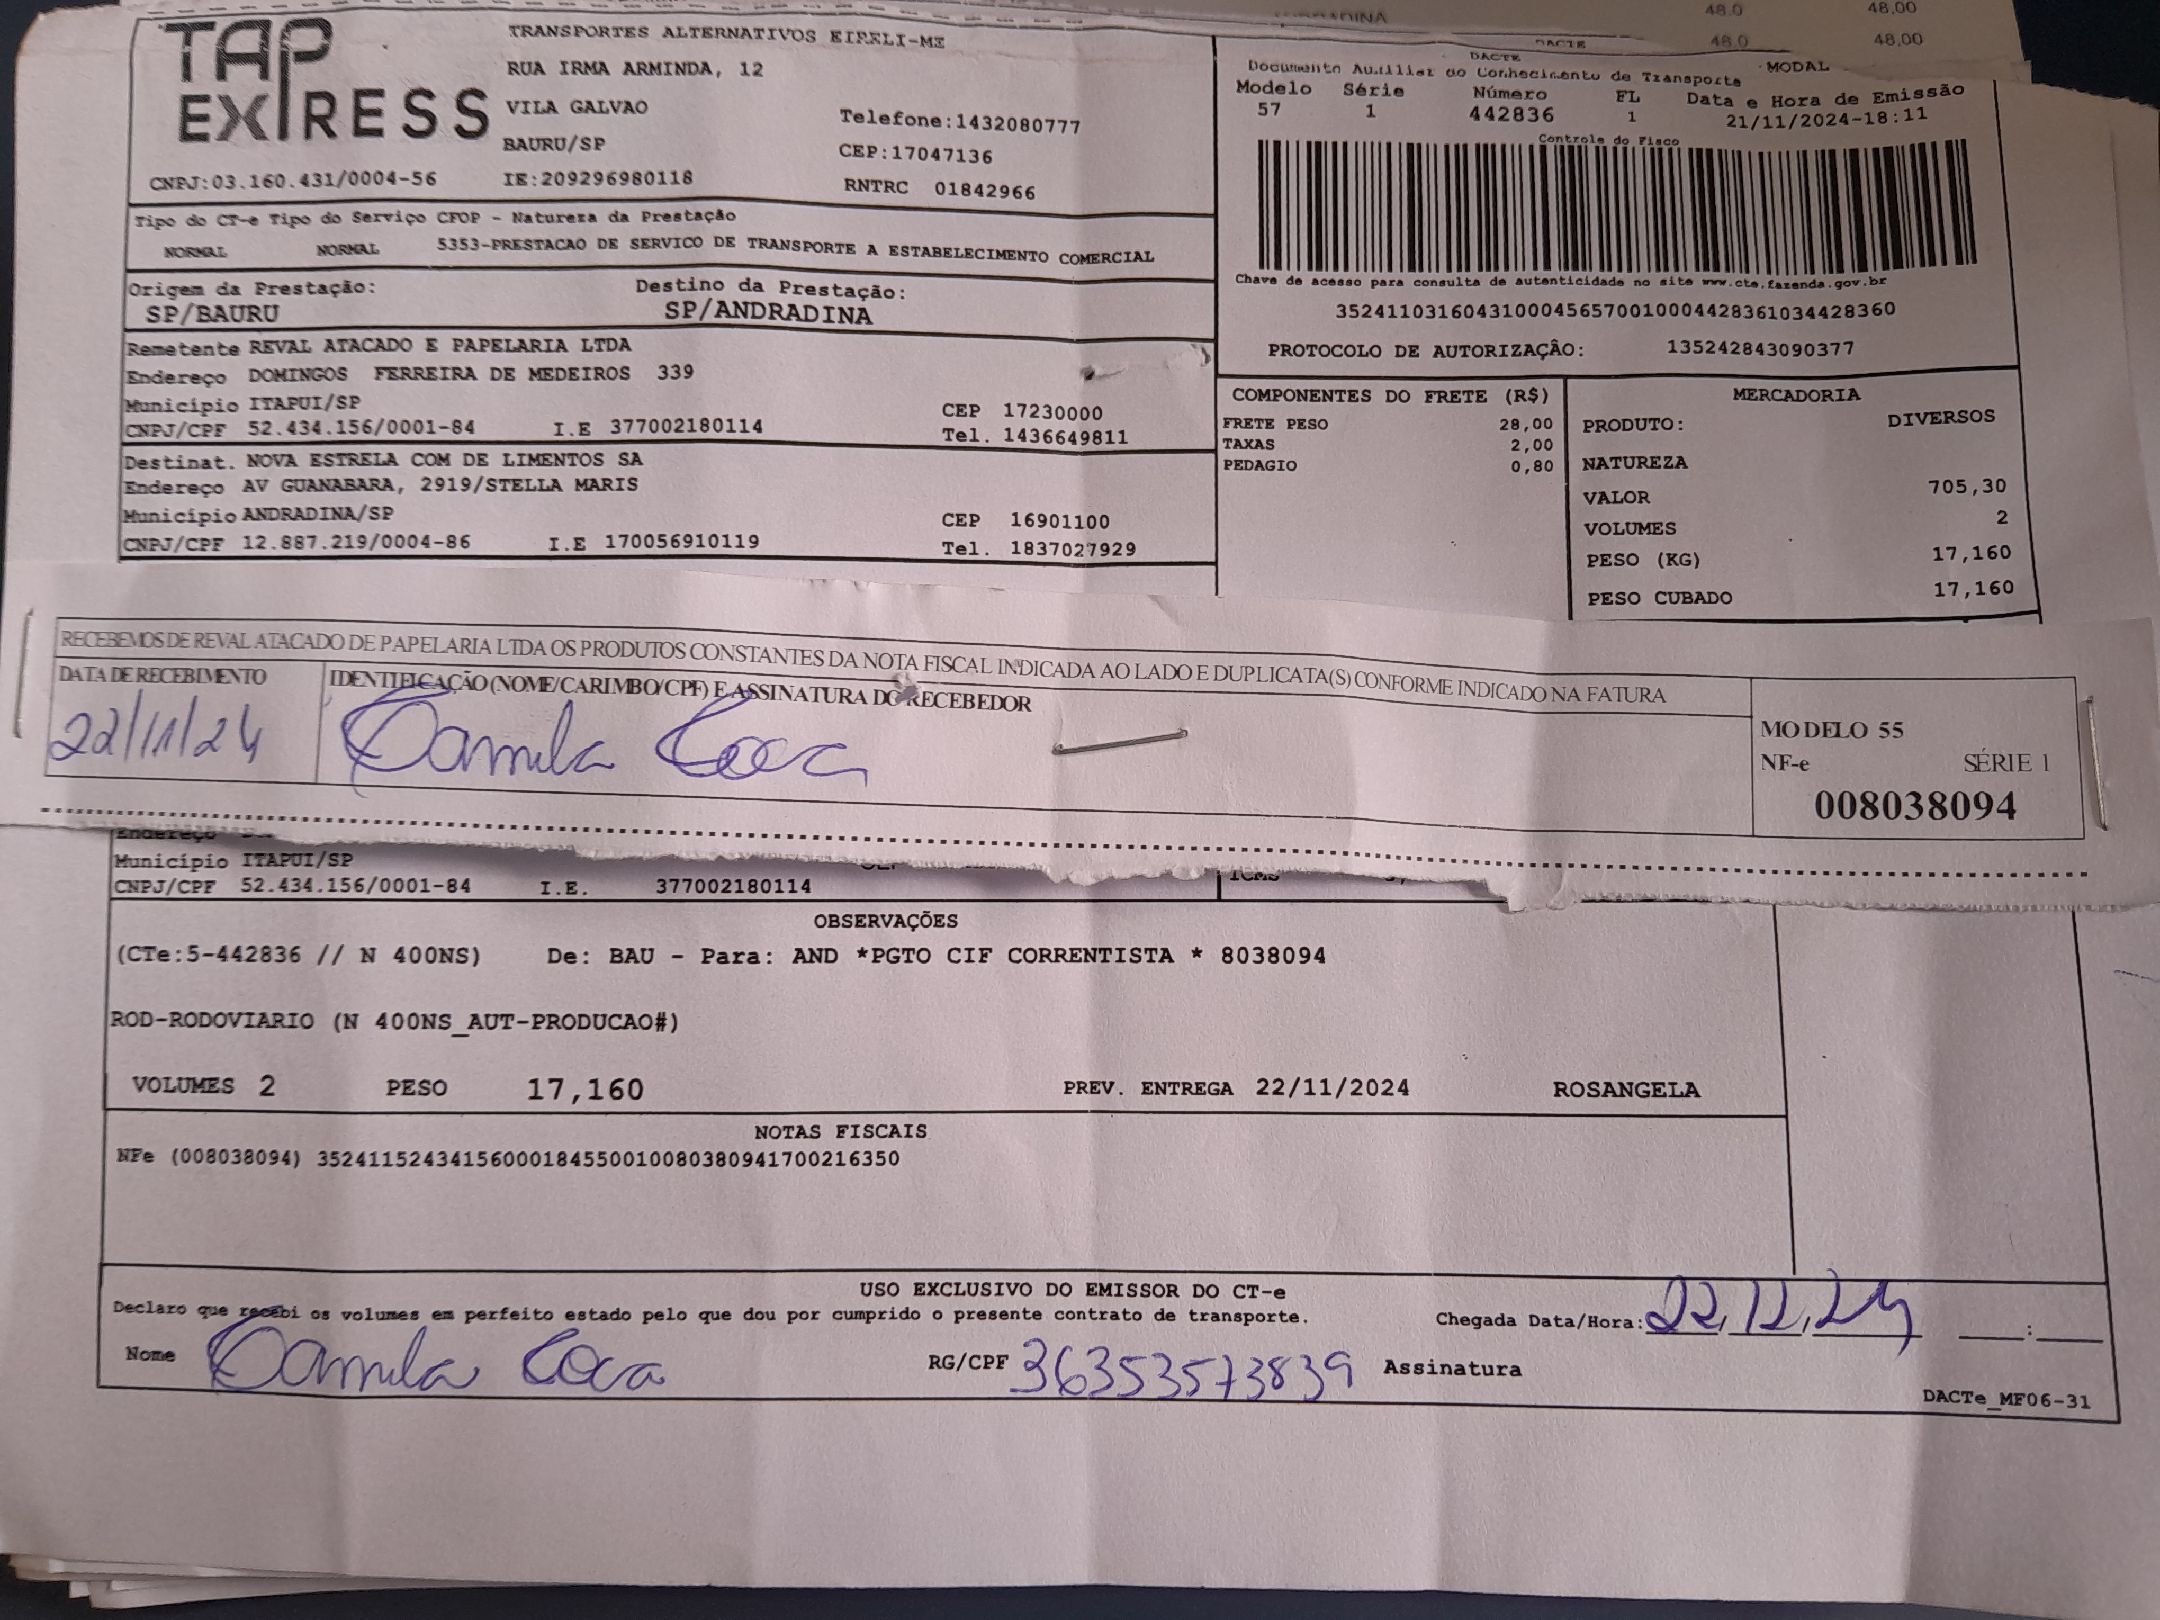 RADINA 48.0 48,00
48.0 48,00
TAP EXPRESS
TRANSPORTES ALTERNATIVOS EIRELI-ME
RUA IRMA ARMINDA, 12
VILA GALVAO
Telefone:1432080777
BAURU/SP
CEP:17047136
CNPJ:03.160.431/0004-56 IE:209296980118 RNTRC 01842966
DACTE
DACTE
Documento Auxiliar do Conhecimento de Transporte MODAL
Modelo Série Número FL Data e Hora de Emissão
57 1 442836 1 21/11/2024-18:11
Controle do Fisco
Chave de acesso para consulta de autenticidade no site www.cte.fazenda.gov.br
35241103160431000456570010004428361034428360
PROTOCOLO DE AUTORIZAÇÃO: 135242843090377
Tipo do CT-e Tipo do Serviço CFOP - Natureza da Prestação
NORMAL NORMAL 5353-PRESTACAO DE SERVICO DE TRANSPORTE A ESTABELECIMENTO COMERCIAL
Origem da Prestação: Destino da Prestação:
SP/BAURU SP/ANDRADINA
Remetente REVAL ATACADO E PAPELARIA LTDA
Endereço DOMINGOS FERREIRA DE MEDEIROS 339
Município ITAPUI/SP CEP 17230000
CNPJ/CPF 52.434.156/0001-84 I.E 377002180114 Tel. 1436649811
Destinat. NOVA ESTRELA COM DE LIMENTOS SA
Endereço AV GUANABARA, 2919/STELLA MARIS
Município ANDRADINA/SP CEP 16901100
CNPJ/CPF 12.887.219/0004-86 I.E 170056910119 Tel. 1837027929
COMPONENTES DO FRETE (R$)
FRETE PESO 28,00
TAXAS 2,00
PEDAGIO 0,80
MERCADORIA
PRODUTO: DIVERSOS
NATUREZA
VALOR 705,30
VOLUMES 2
PESO (KG) 17,160
PESO CUBADO 17,160
RECEBEMOS DE REVAL ATACADO DE PAPELARIA LTDA OS PRODUTOS CONSTANTES DA NOTA FISCAL INDICADA AO LADO E DUPLICATA(S) CONFORME INDICADO NA FATURA
DATA DE RECEBIMENTO IDENTIFICAÇÃO (NOME/CARIMBO/CPF) E ASSINATURA DO RECEBEDOR
22/11/24 Camila Coca
MODELO 55
NF-e SÉRIE 1
008038094
Endereço
Município ITAPUI/SP
CNPJ/CPF 52.434.156/0001-84 I.E. 377002180114
ICMS
OBSERVAÇÕES
(CTe:5-442836 // N 400NS) De: BAU - Para: AND *PGTO CIF CORRENTISTA * 8038094
ROD-RODOVIARIO (N 400NS_AUT-PRODUCAO#)
VOLUMES 2 PESO 17,160 PREV. ENTREGA 22/11/2024 ROSANGELA
NOTAS FISCAIS
NFe (008038094) 35241152434156000184550010080380941700216350
USO EXCLUSIVO DO EMISSOR DO CT-e
Declaro que recebi os volumes em perfeito estado pelo que dou por cumprido o presente contrato de transporte. Chegada Data/Hora: 22,11,24 ____:____
Nome Camila Coca RG/CPF 36353573839 Assinatura
DACTe_MF06-31